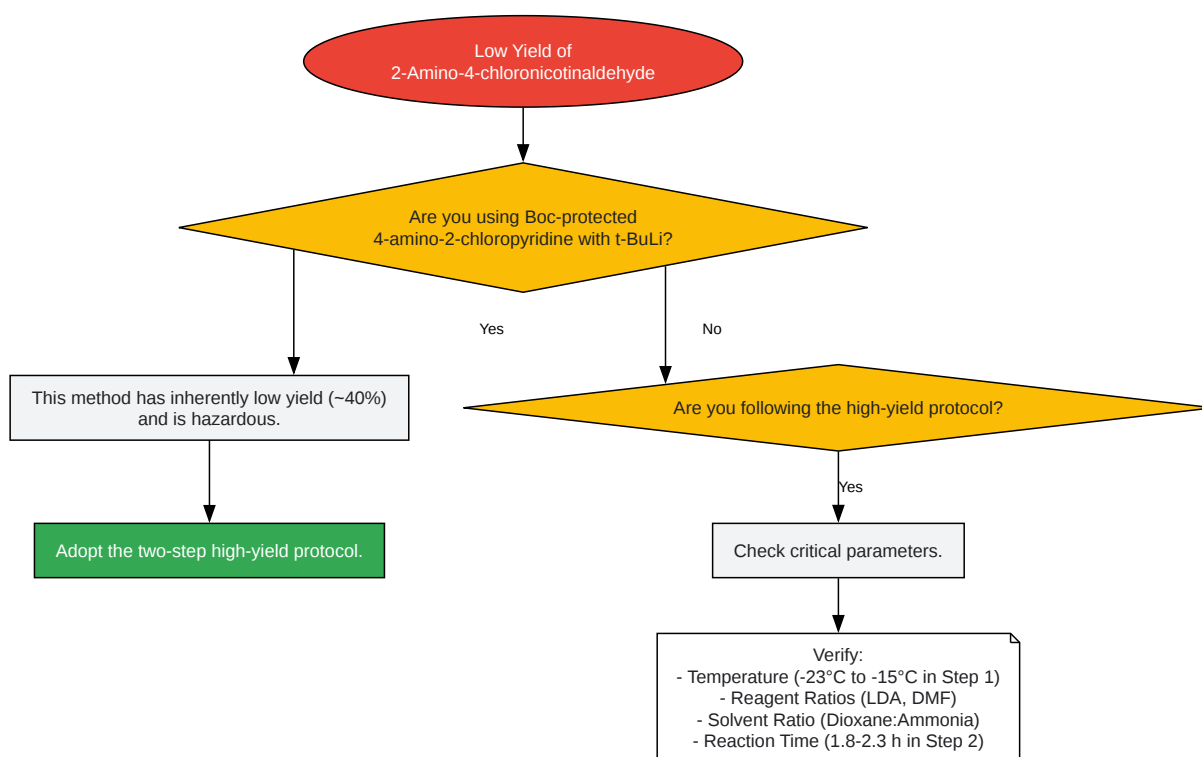 Low Yield of
2-Amino-4-chloronicotinaldehyde
Are you using Boc-protected
4-amino-2-chloropyridine with t-BuLi?
Yes
No
This method has inherently low yield (~40%)
and is hazardous.
Are you following the high-yield protocol?
Yes
Adopt the two-step high-yield protocol.
Check critical parameters.
Verify:
- Temperature (-23°C to -15°C in Step 1)
- Reagent Ratios (LDA, DMF)
- Solvent Ratio (Dioxane:Ammonia)
- Reaction Time (1.8-2.3 h in Step 2)